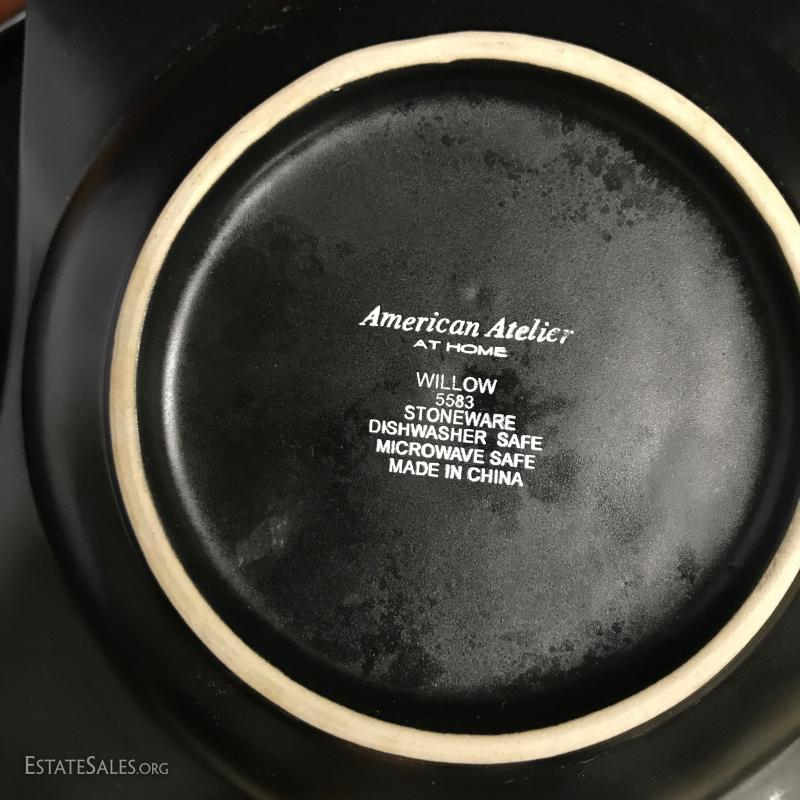 American Atelier
AT HOME
WILLOW
5583
STONEWARE
DISHWASHER SAFE
MICROWAVE SAFE
MADE IN CHINA
ESTATESALES.ORG